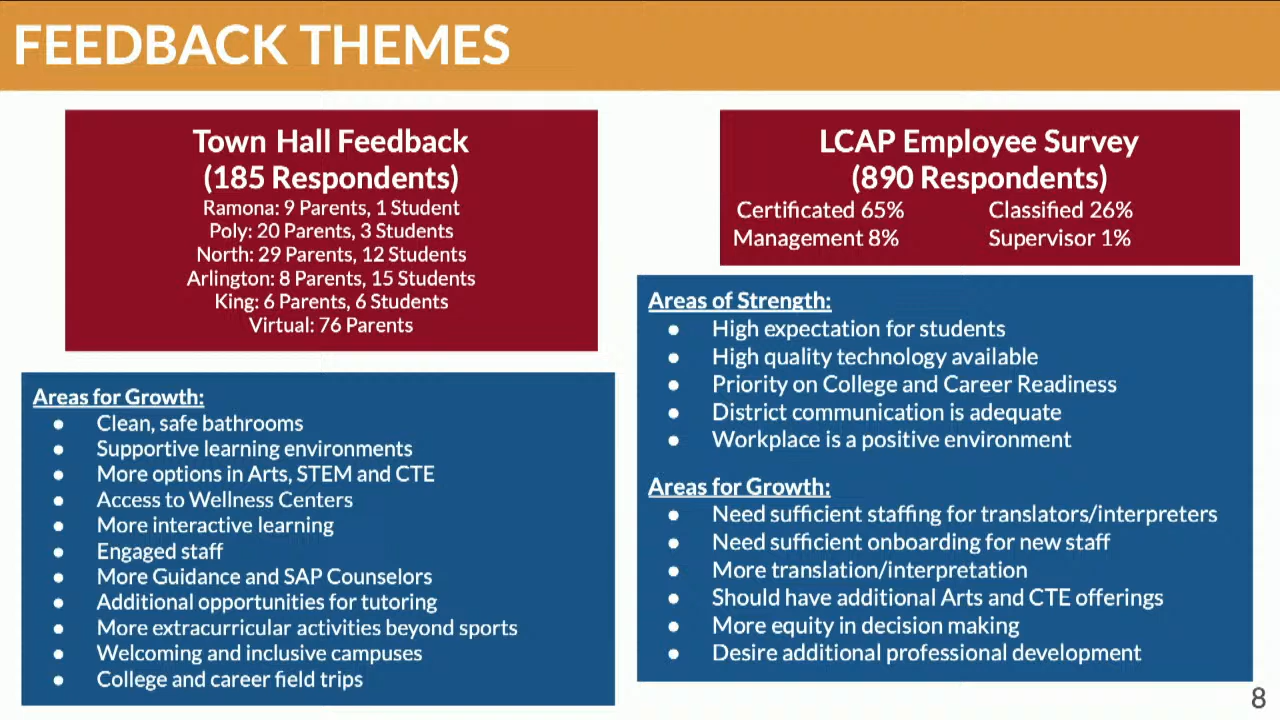 FEEDBACK THEMES
Town Hall Feedback
(185 Respondents)
Ramona: 9 Parents, 1 Student
Poly: 20 Parents, 3 Students
North: 29 Parents, 12 Students
Arlington: 8 Parents, 15 Students
King: 6 Parents, 6 Students
Virtual: 76 Parents
Areas for Growth:
● Clean, safe bathrooms
● Supportive learning environments
● More options in Arts, STEM and CTE
● Access to Wellness Centers
● More interactive learning
● Engaged staff
● More Guidance and SAP Counselors
● Additional opportunities for tutoring
● More extracurricular activities beyond sports
● Welcoming and inclusive campuses
● College and career field trips
LCAP Employee Survey
(890 Respondents)
Certificated 65% Classified 26%
Management 8% Supervisor 1%
Areas of Strength:
● High expectation for students
● High quality technology available
● Priority on College and Career Readiness
● District communication is adequate
● Workplace is a positive environment
Areas for Growth:
● Need sufficient staffing for translators/interpreters
● Need sufficient onboarding for new staff
● More translation/interpretation
● Should have additional Arts and CTE offerings
● More equity in decision making
● Desire additional professional development
8